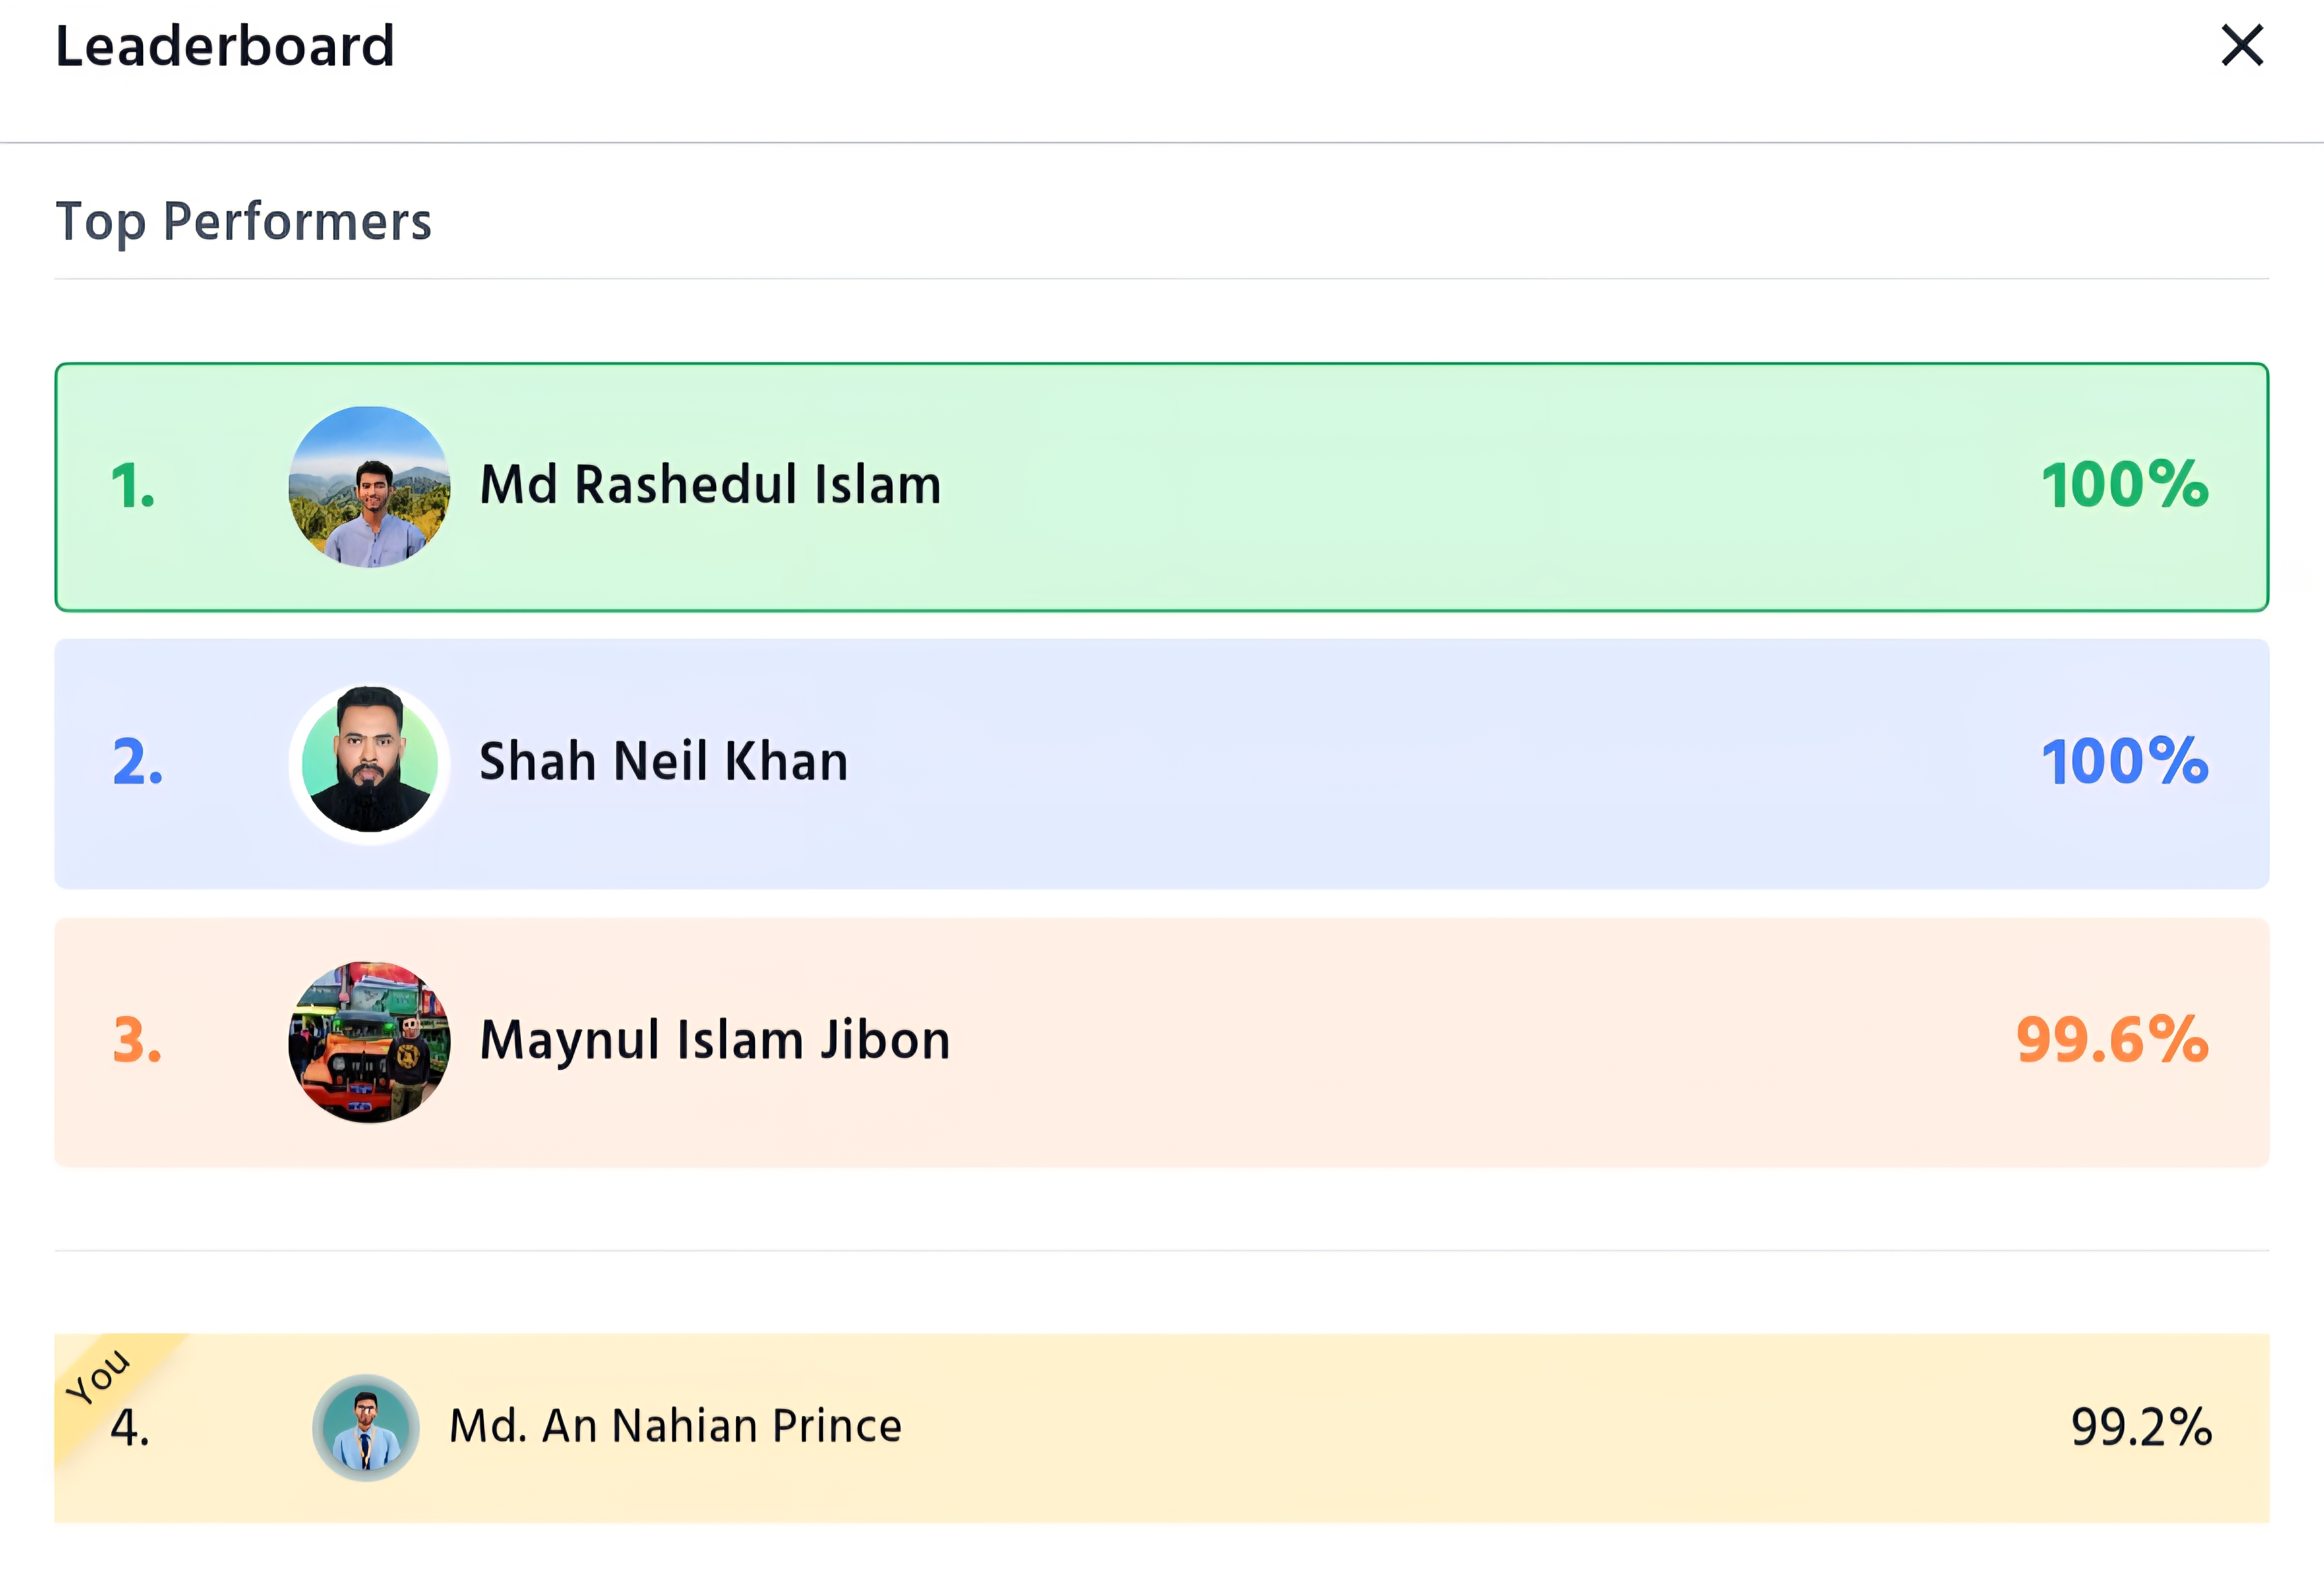 Leaderboard
Top Performers
1. Md Rashedul Islam 100%
2. Shah Neil Khan 100%
3. Maynul Islam Jibon 99.6%
You
4. Md. An Nahian Prince 99.2%